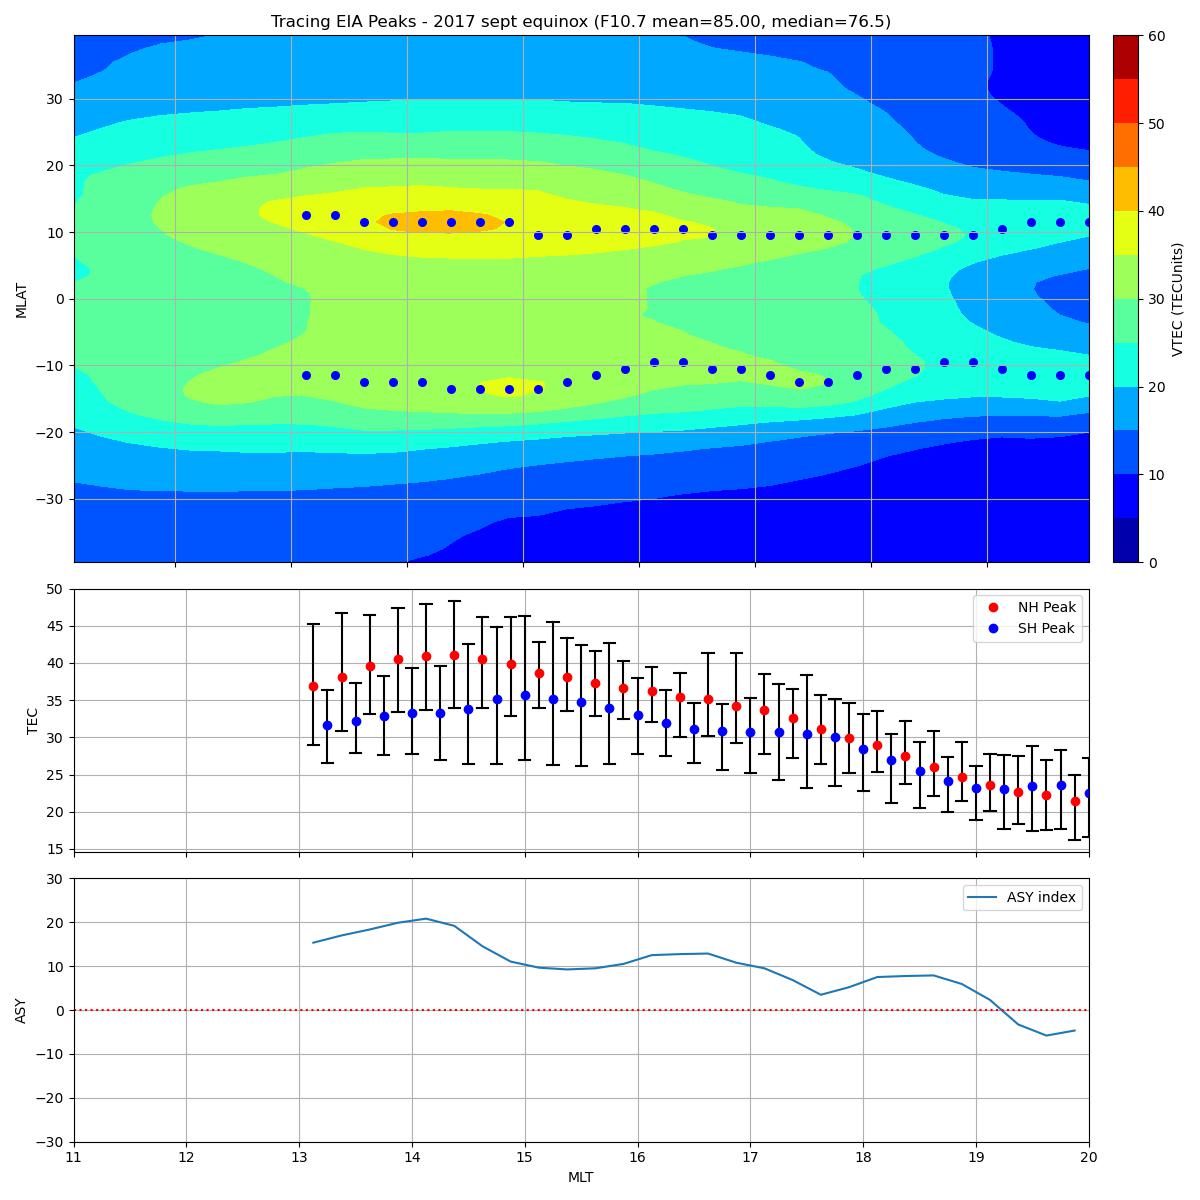 Tracing EIA Peaks - 2017 sept equinox (F10.7 mean=85.00, median=76.5)
MLAT
30
20
10
0
−10
−20
−30
60
50
40
30
20
10
0
VTEC (TECUnits)
TEC
50
45
40
35
30
25
20
15
NH Peak
SH Peak
ASY
30
20
10
0
−10
−20
−30
ASY index
11 12 13 14 15 16 17 18 19 20
MLT